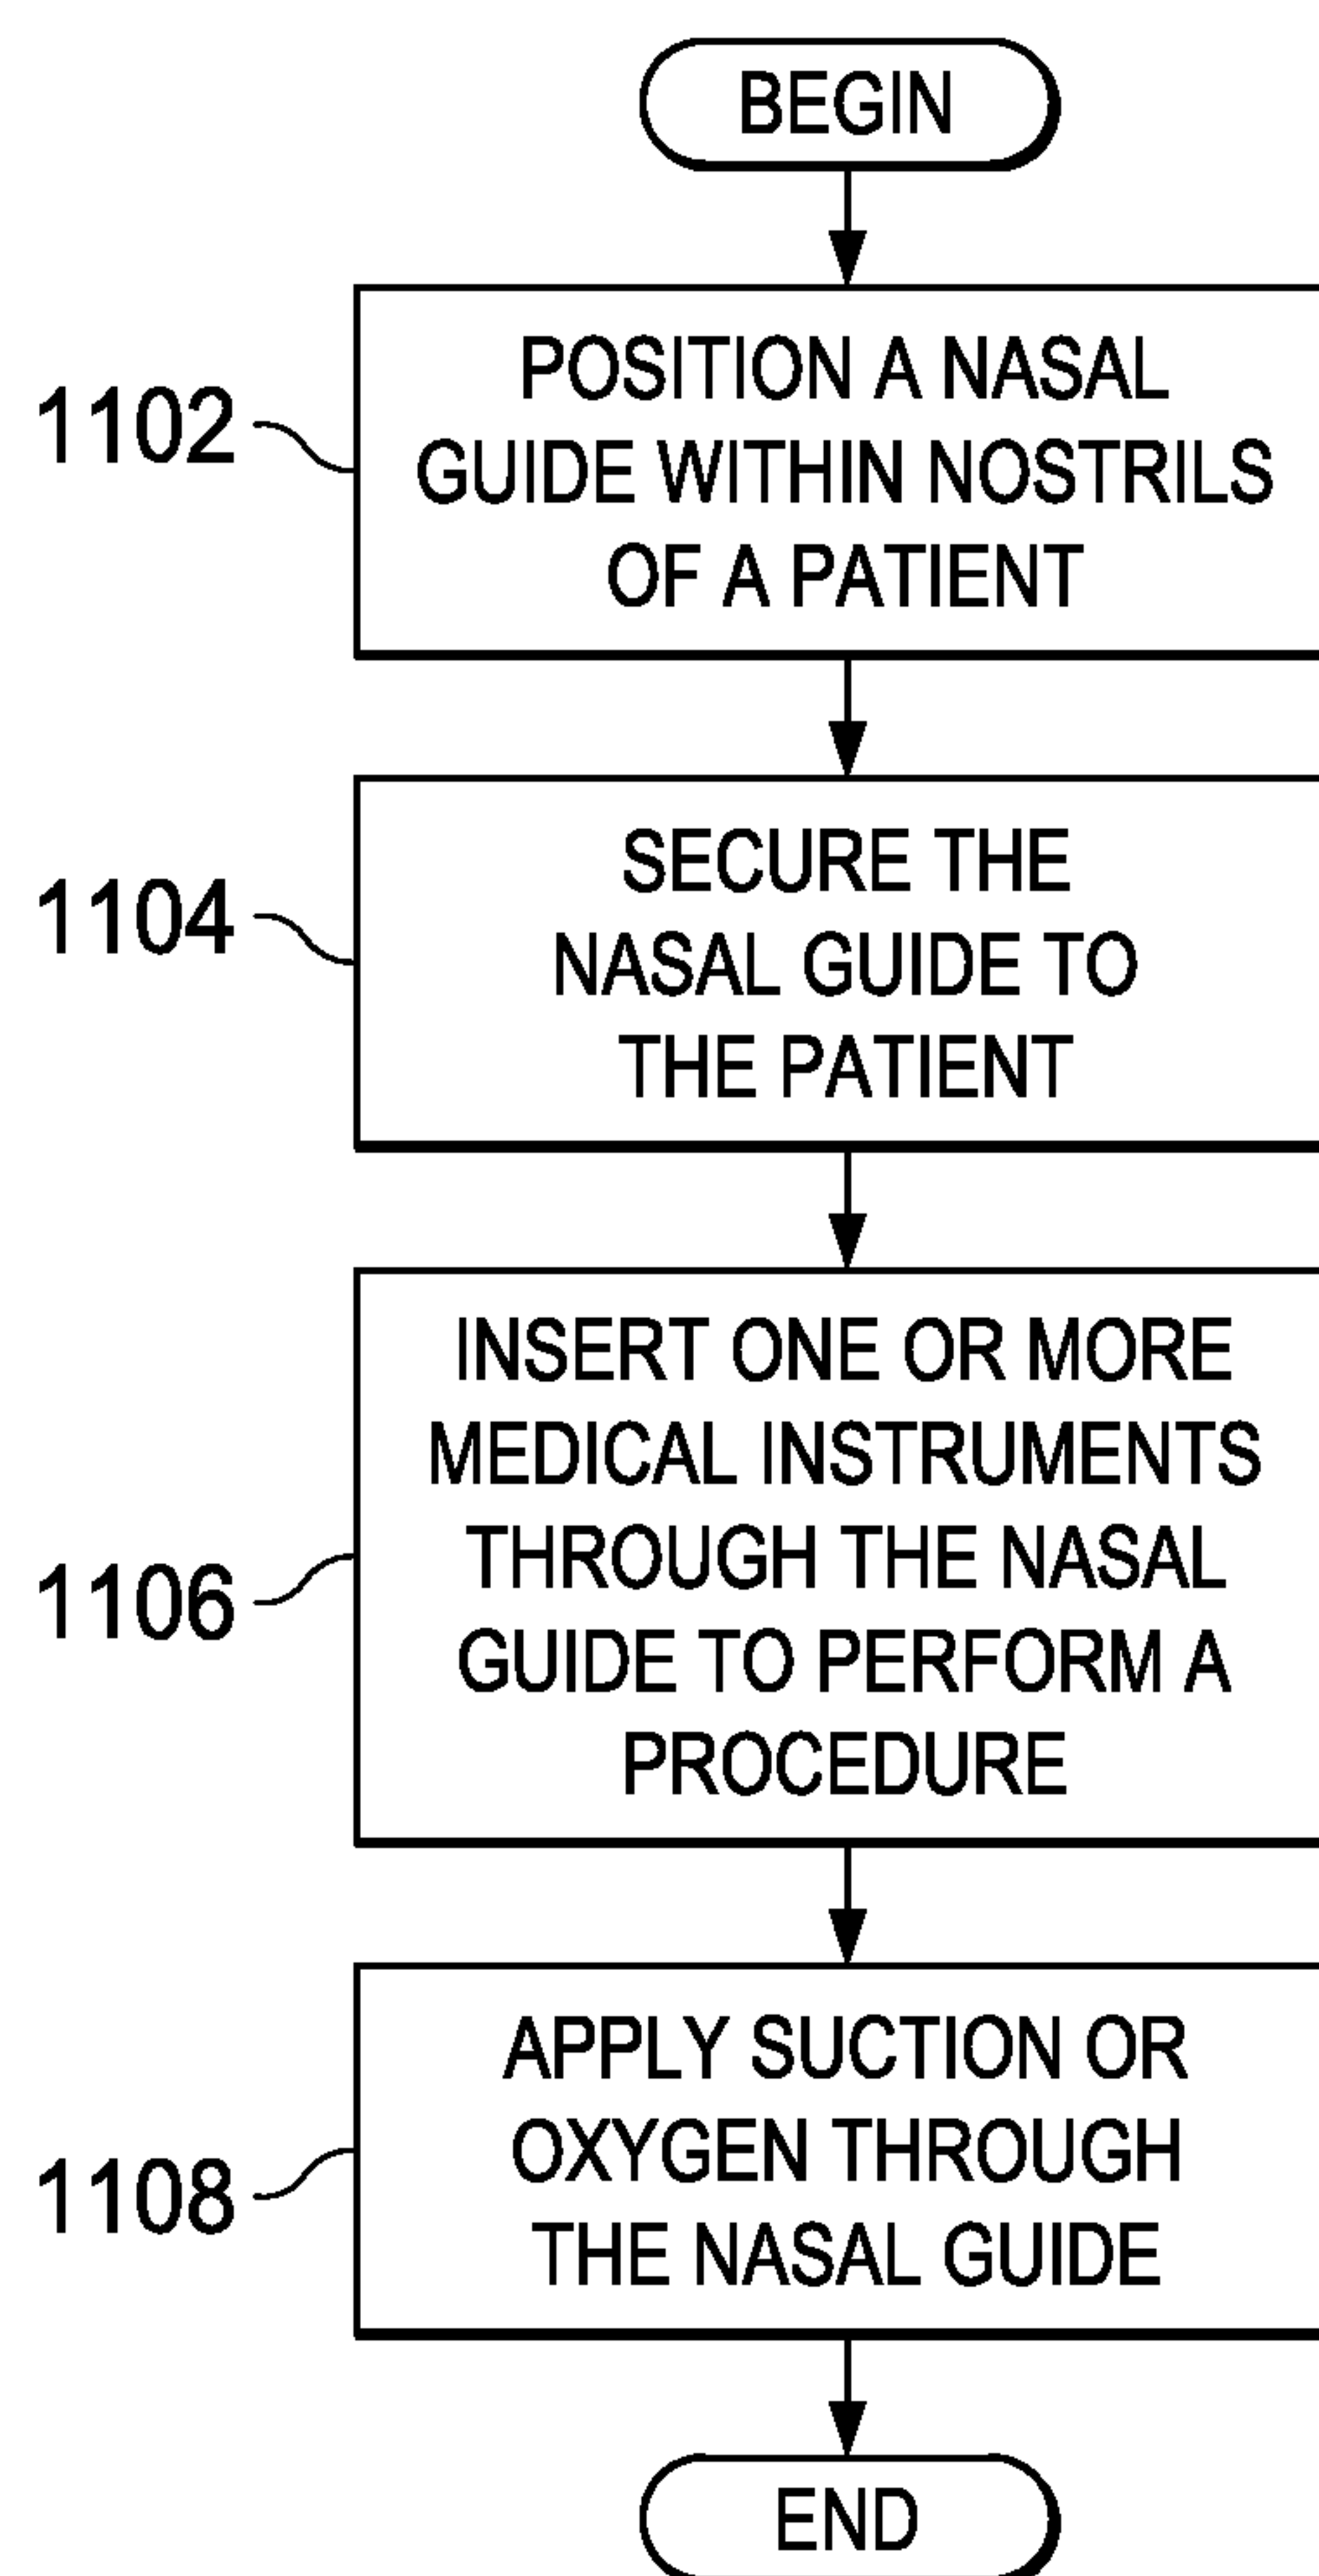 BEGIN
1102
POSITION A NASAL
GUIDE WITHIN NOSTRILS
OF A PATIENT
1104
SECURE THE
NASAL GUIDE TO
THE PATIENT
1106
INSERT ONE OR MORE
MEDICAL INSTRUMENTS
THROUGH THE NASAL
GUIDE TO PERFORM A
PROCEDURE
1108
APPLY SUCTION OR
OXYGEN THROUGH
THE NASAL GUIDE
END